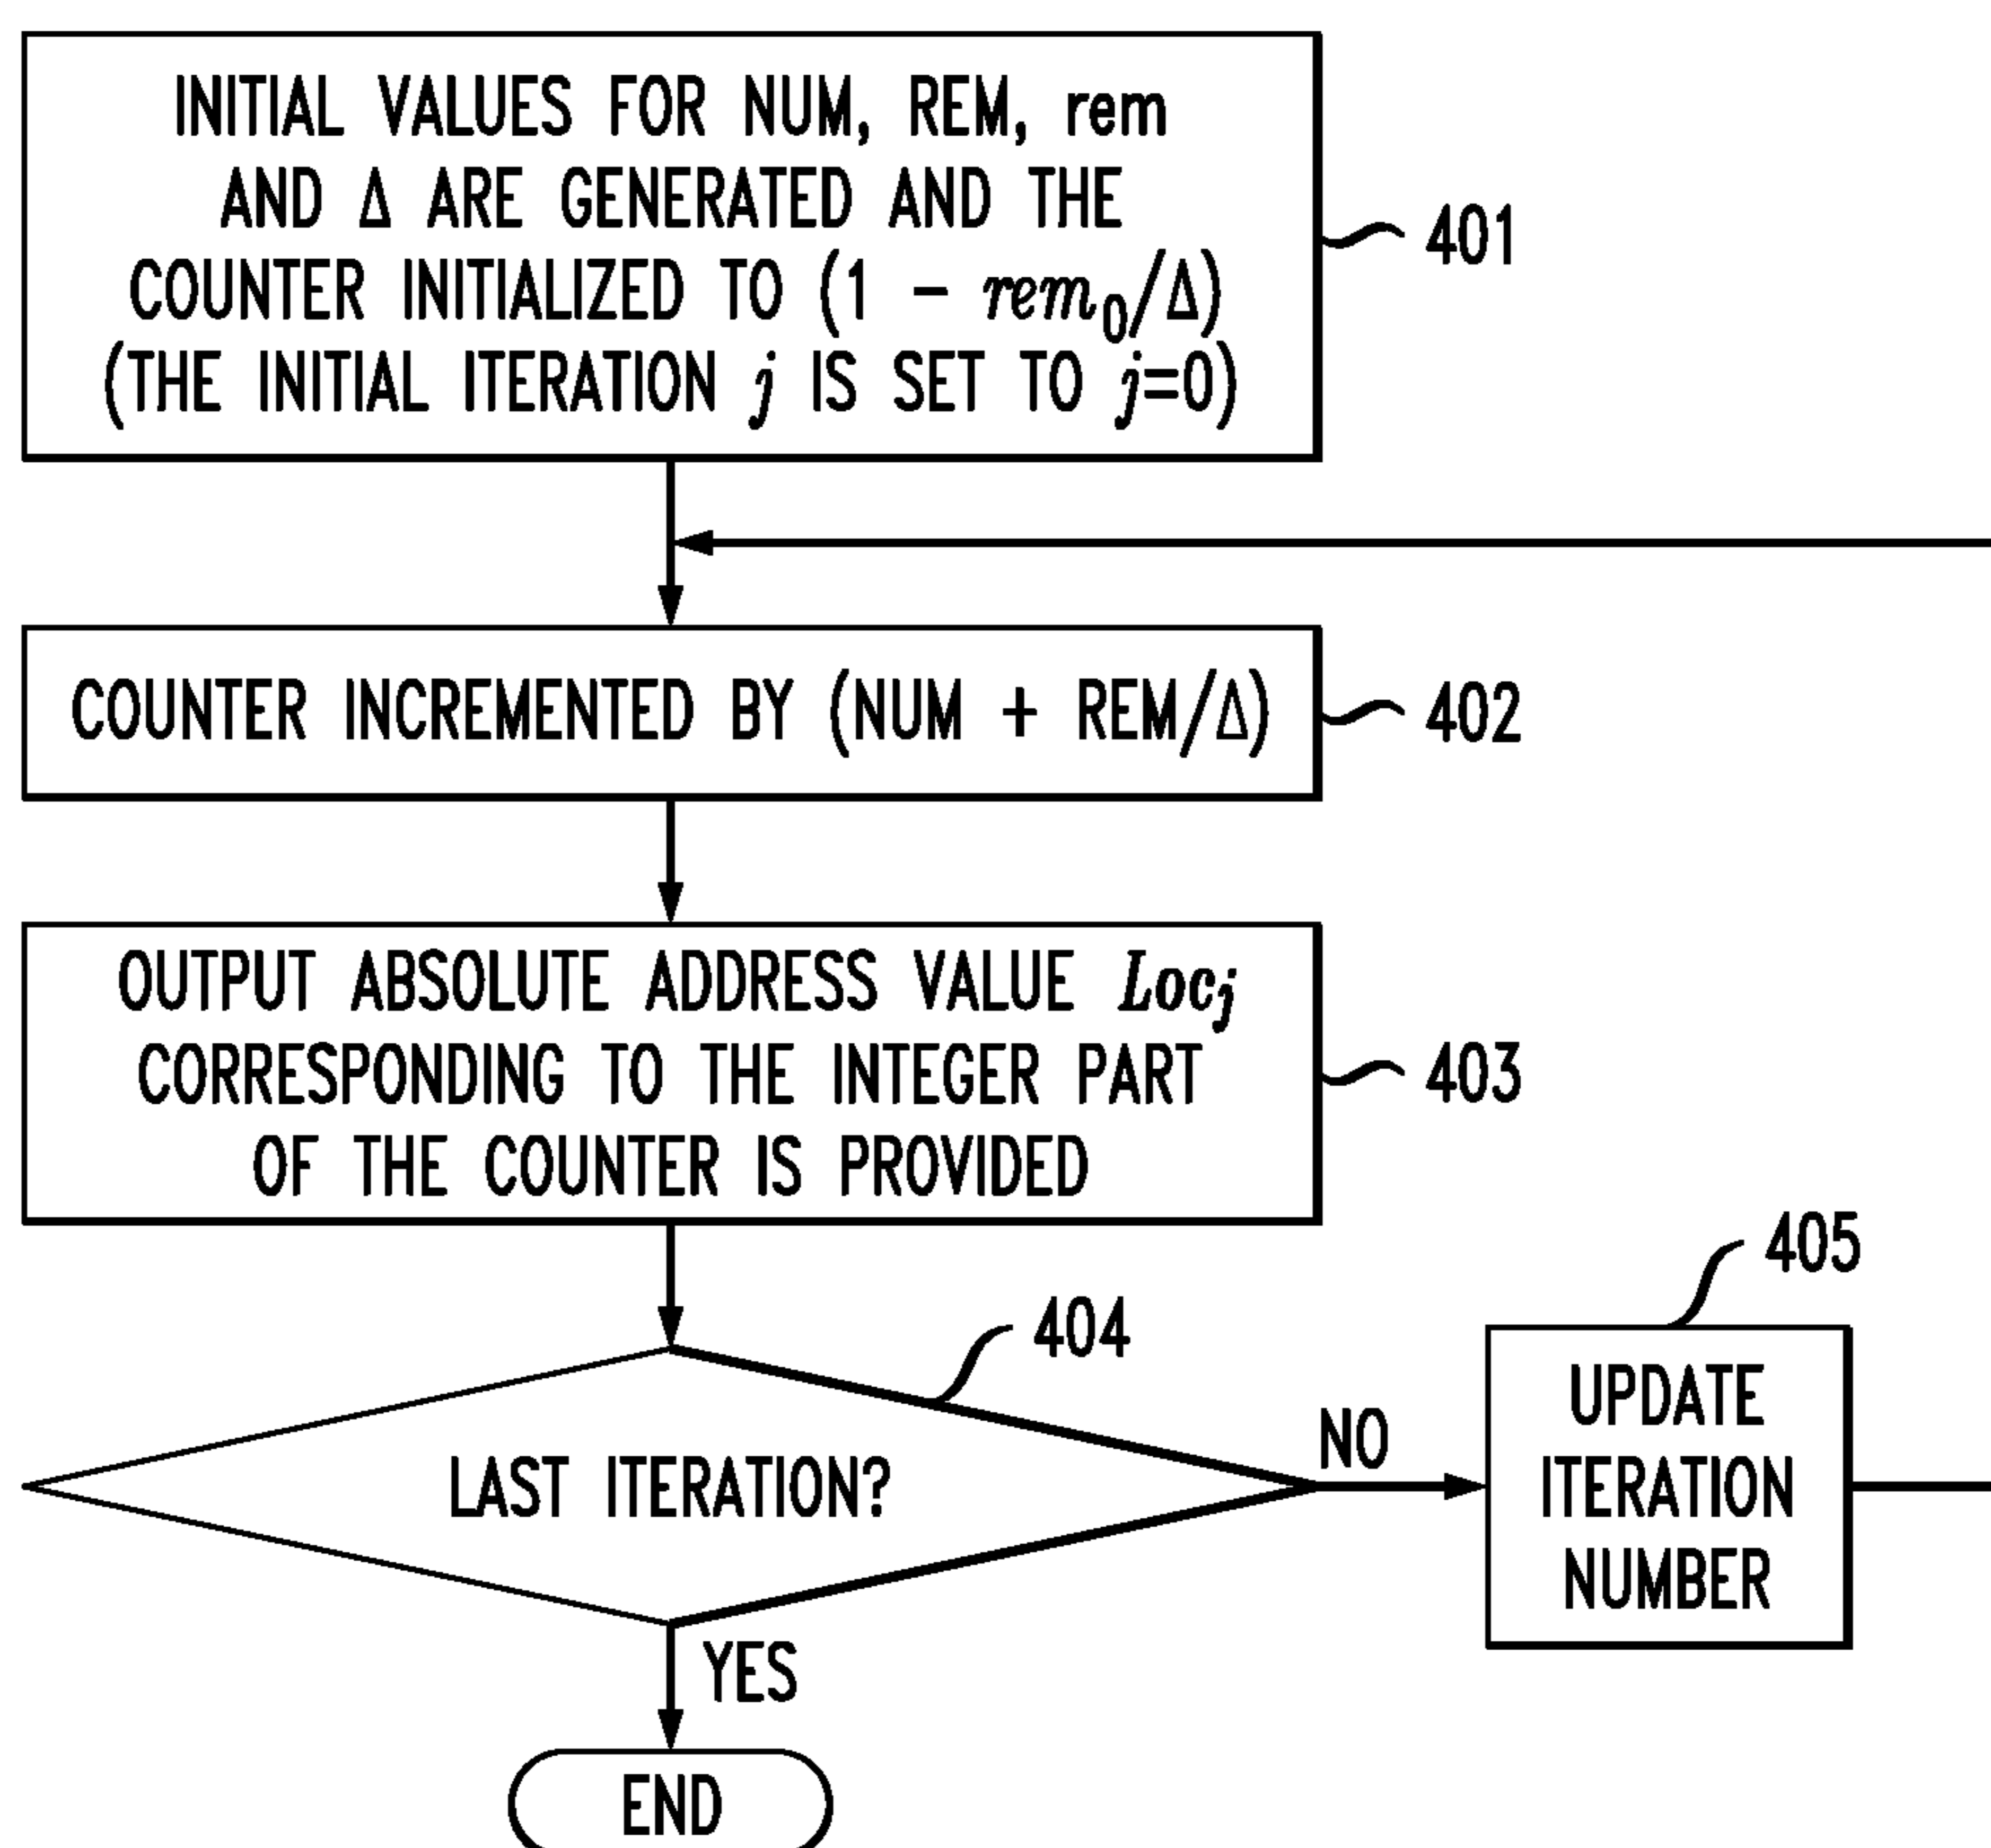 INITIAL VALUES FOR NUM, REM, rem
AND Δ ARE GENERATED AND THE
COUNTER INITIALIZED TO (1 - rem₀/Δ)
(THE INITIAL ITERATION j IS SET TO j=0)
401
COUNTER INCREMENTED BY (NUM + REM/Δ)
402
OUTPUT ABSOLUTE ADDRESS VALUE Locⱼ
CORRESPONDING TO THE INTEGER PART
OF THE COUNTER IS PROVIDED
403
404
LAST ITERATION?
NO
405
UPDATE
ITERATION
NUMBER
YES
END